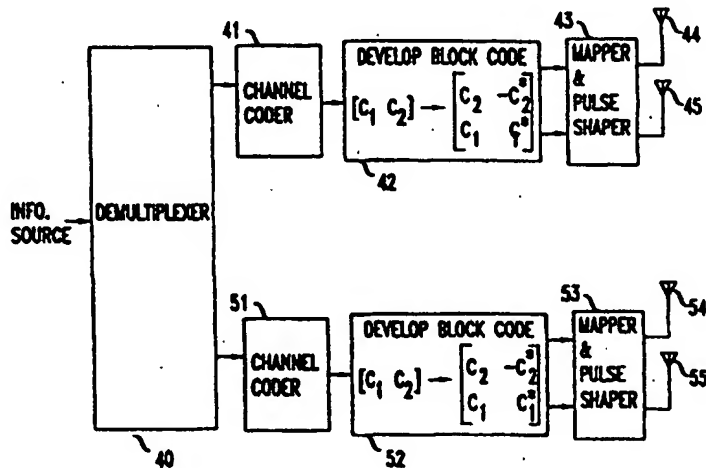 41
43
44
DEVELOP BLOCK CODE
MAPPER
&
PULSE
SHAPER
CHANNEL
CODER
[C₁ C₂] → [C₂ -C₂*
C₁ C₁*]
45
42
INFO.
SOURCE
DEMULTIPLEXER
51
53
54
DEVELOP BLOCK CODE
MAPPER
&
PULSE
SHAPER
CHANNEL
CODER
[C₁ C₂] → [C₂ -C₂*
C₁ C₁*]
55
40
52